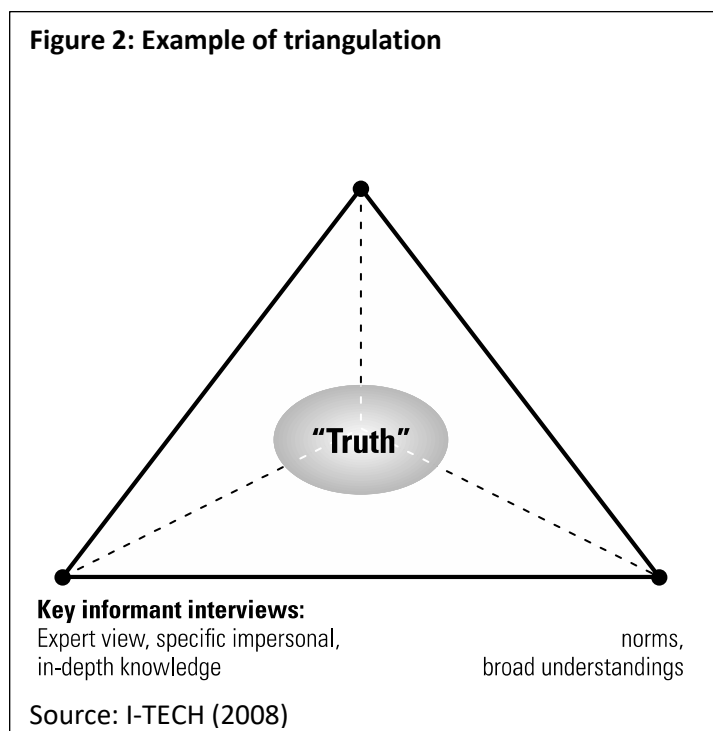 Figure 2: Example of triangulation
“Truth”
Key informant interviews:
Expert view, specific impersonal,
in-depth knowledge
norms,
broad understandings
Source: I-TECH (2008)